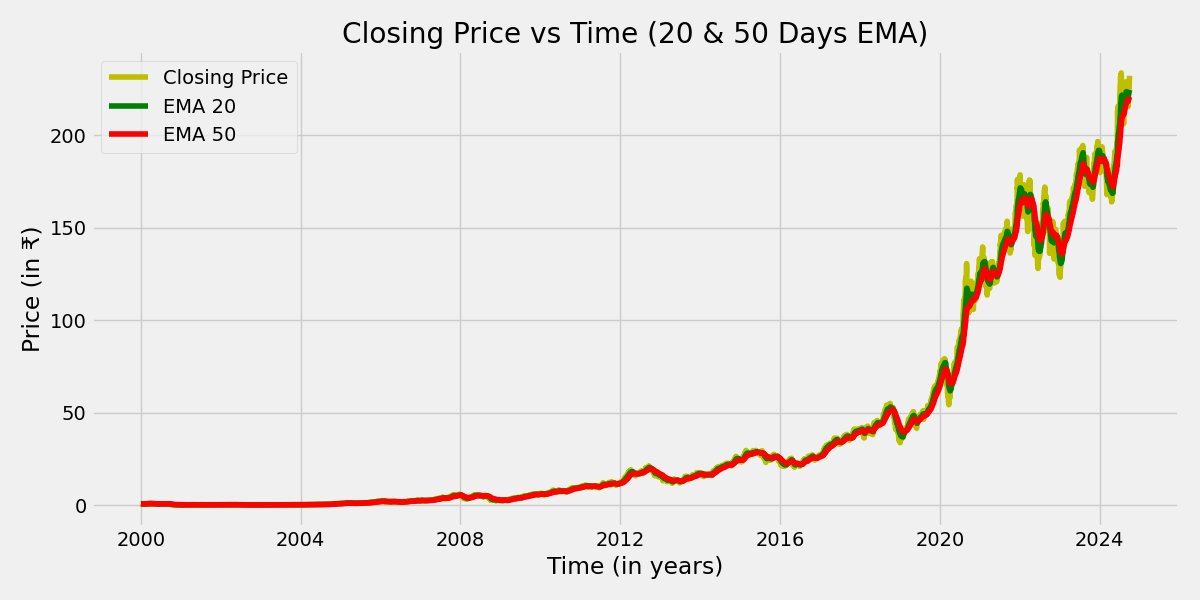 Closing Price vs Time (20 & 50 Days EMA)
Closing Price
EMA 20
EMA 50
Price (in ₹)
200
150
100
50
0
2000 2004 2008 2012 2016 2020 2024
Time (in years)